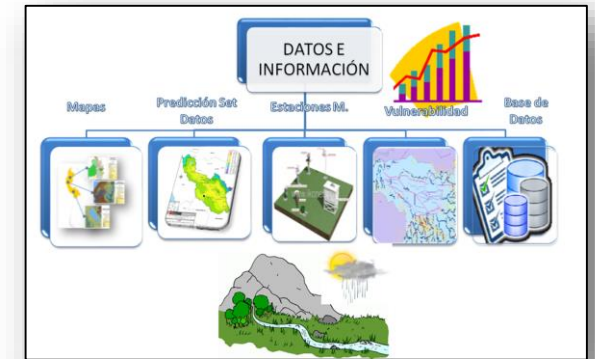 DATOS E
INFORMACIÓN
Mapas
Predicción Set
Datos
Estaciones M.
Vulnerabilidad
Base de
Datos